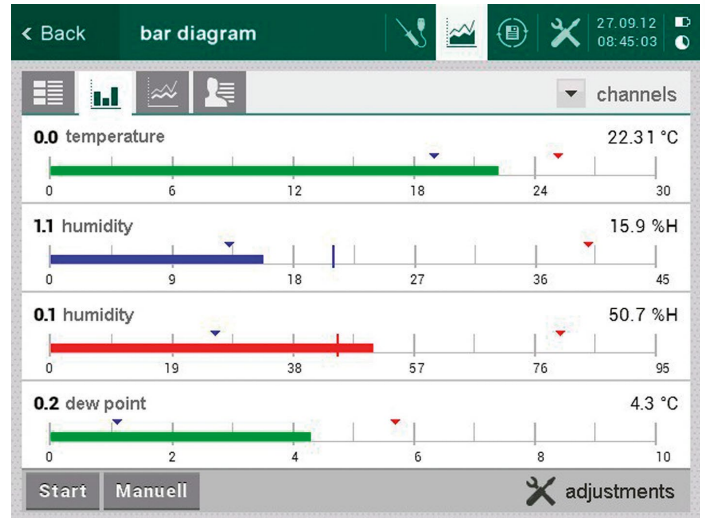 < Back bar diagram 27.09.12
08:45:03
channels
0.0 temperature 22.31 °C
0 6 12 18 24 30
1.1 humidity 15.9 %H
0 9 18 27 36 45
0.1 humidity 50.7 %H
0 19 38 57 76 95
0.2 dew point 4.3 °C
0 2 4 6 8 10
Start Manuell adjustments